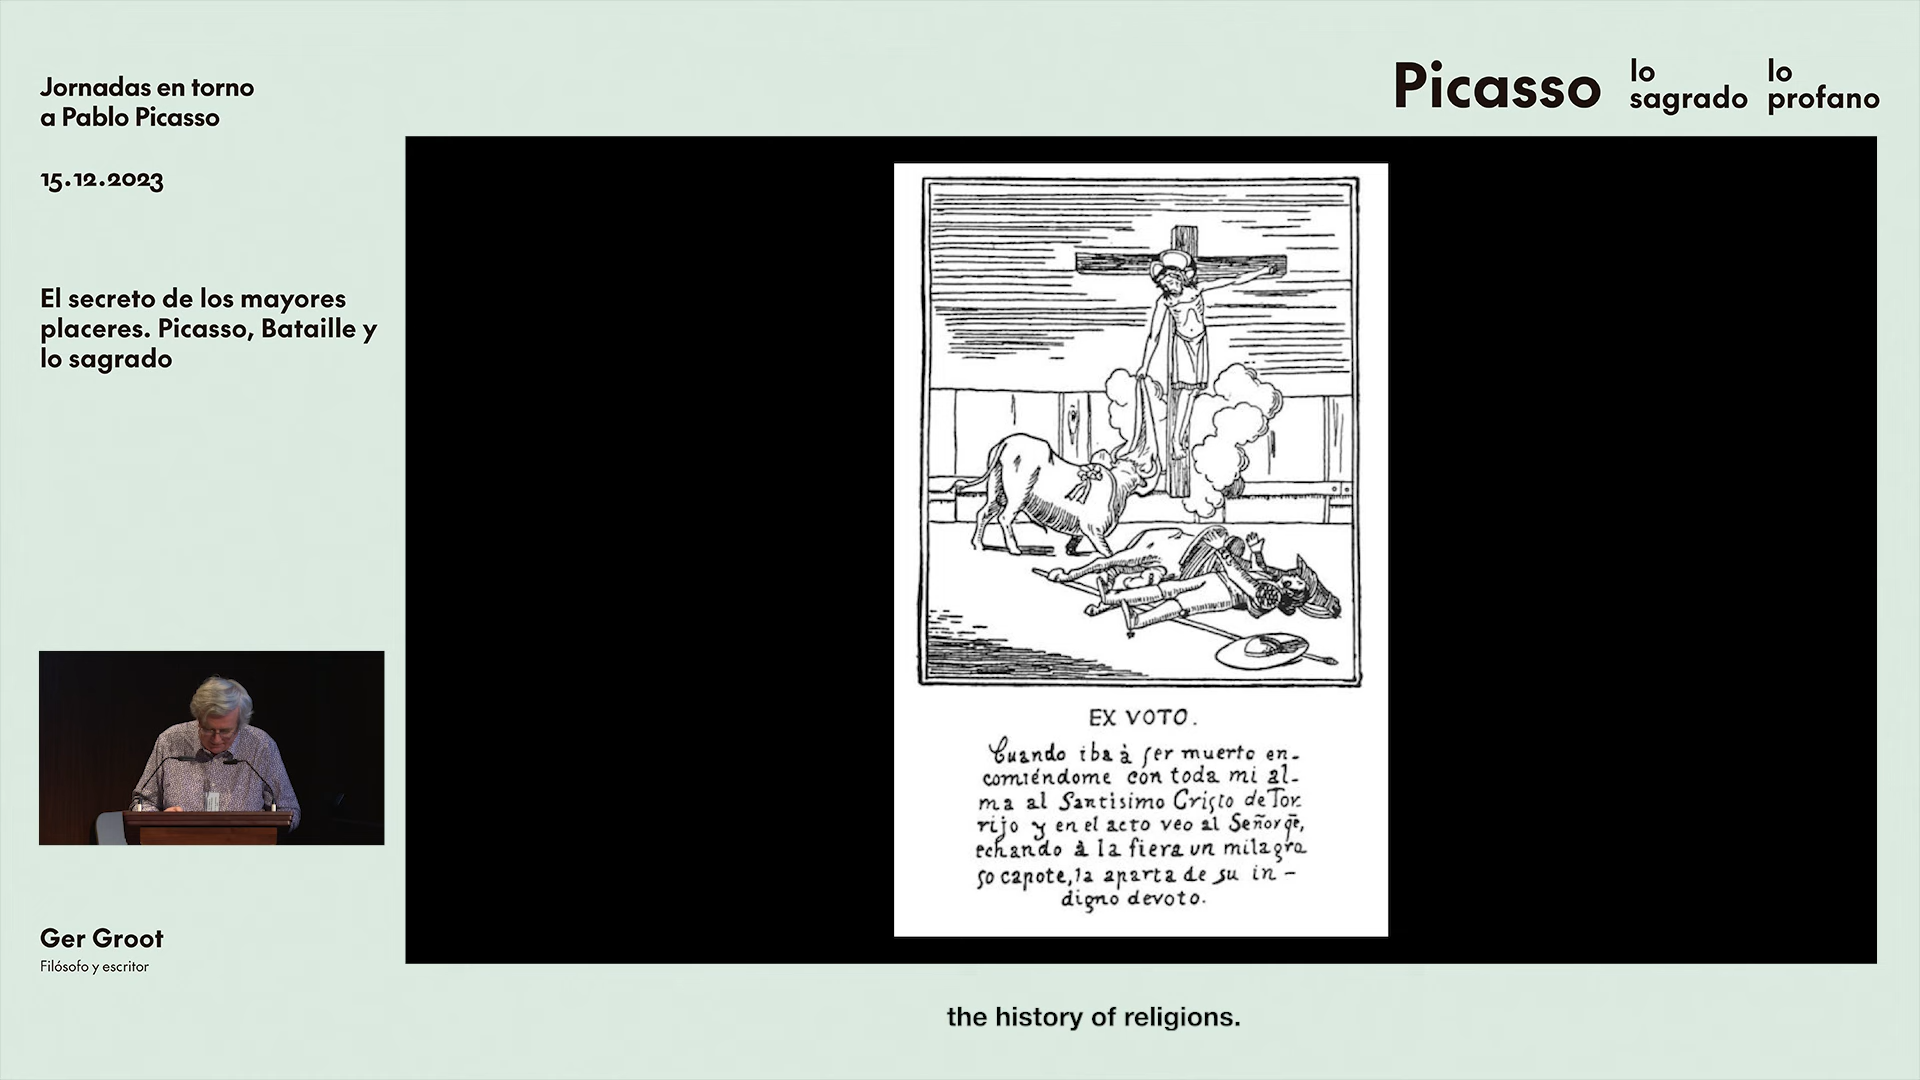 Jornadas en torno
a Pablo Picasso
15.12.2023
El secreto de los mayores
placeres. Picasso, Bataille y
lo sagrado
Ger Groot
Filósofo y escritor
Picasso
lo
sagrado
lo
profano
EX VOTO.
Cuando iba à ser muerto en-
comiéndome con toda mi al-
ma al Santisimo Cristo de Tor.
rijo y en el acto veo al Señor qē,
echando à la fiera un milagro
so capote, la aparta de su in-
digno devoto.
the history of religions.